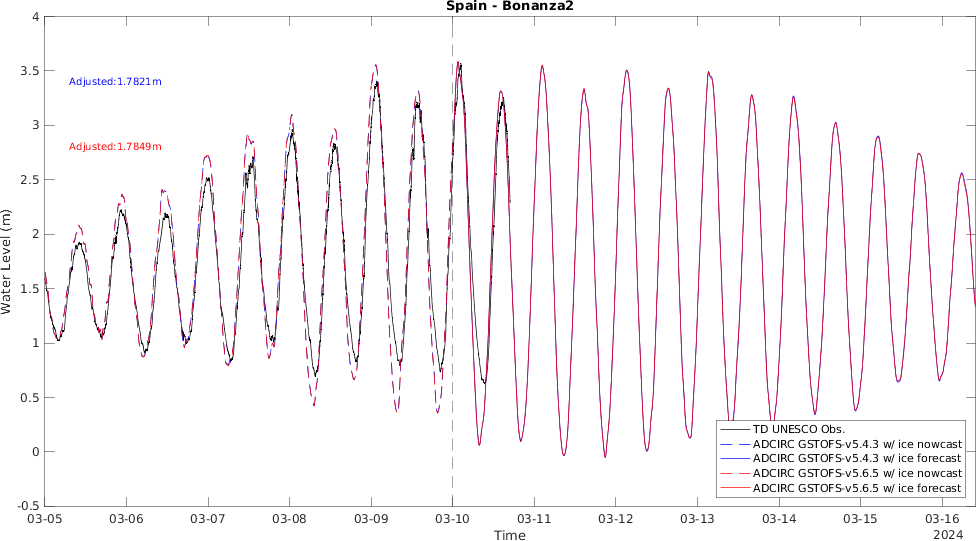 Spain - Bonanza2
Adjusted:1.7821m
Adjusted:1.7849m
Water Level (m)
4
3.5
3
2.5
2
1.5
1
0.5
0
-0.5
TD UNESCO Obs.
ADCIRC GSTOFS-v5.4.3 w/ ice nowcast
ADCIRC GSTOFS-v5.4.3 w/ ice forecast
ADCIRC GSTOFS-v5.6.5 w/ ice nowcast
ADCIRC GSTOFS-v5.6.5 w/ ice forecast
03-05 03-06 03-07 03-08 03-09 03-10 03-11 03-12 03-13 03-14 03-15 03-16
Time
2024